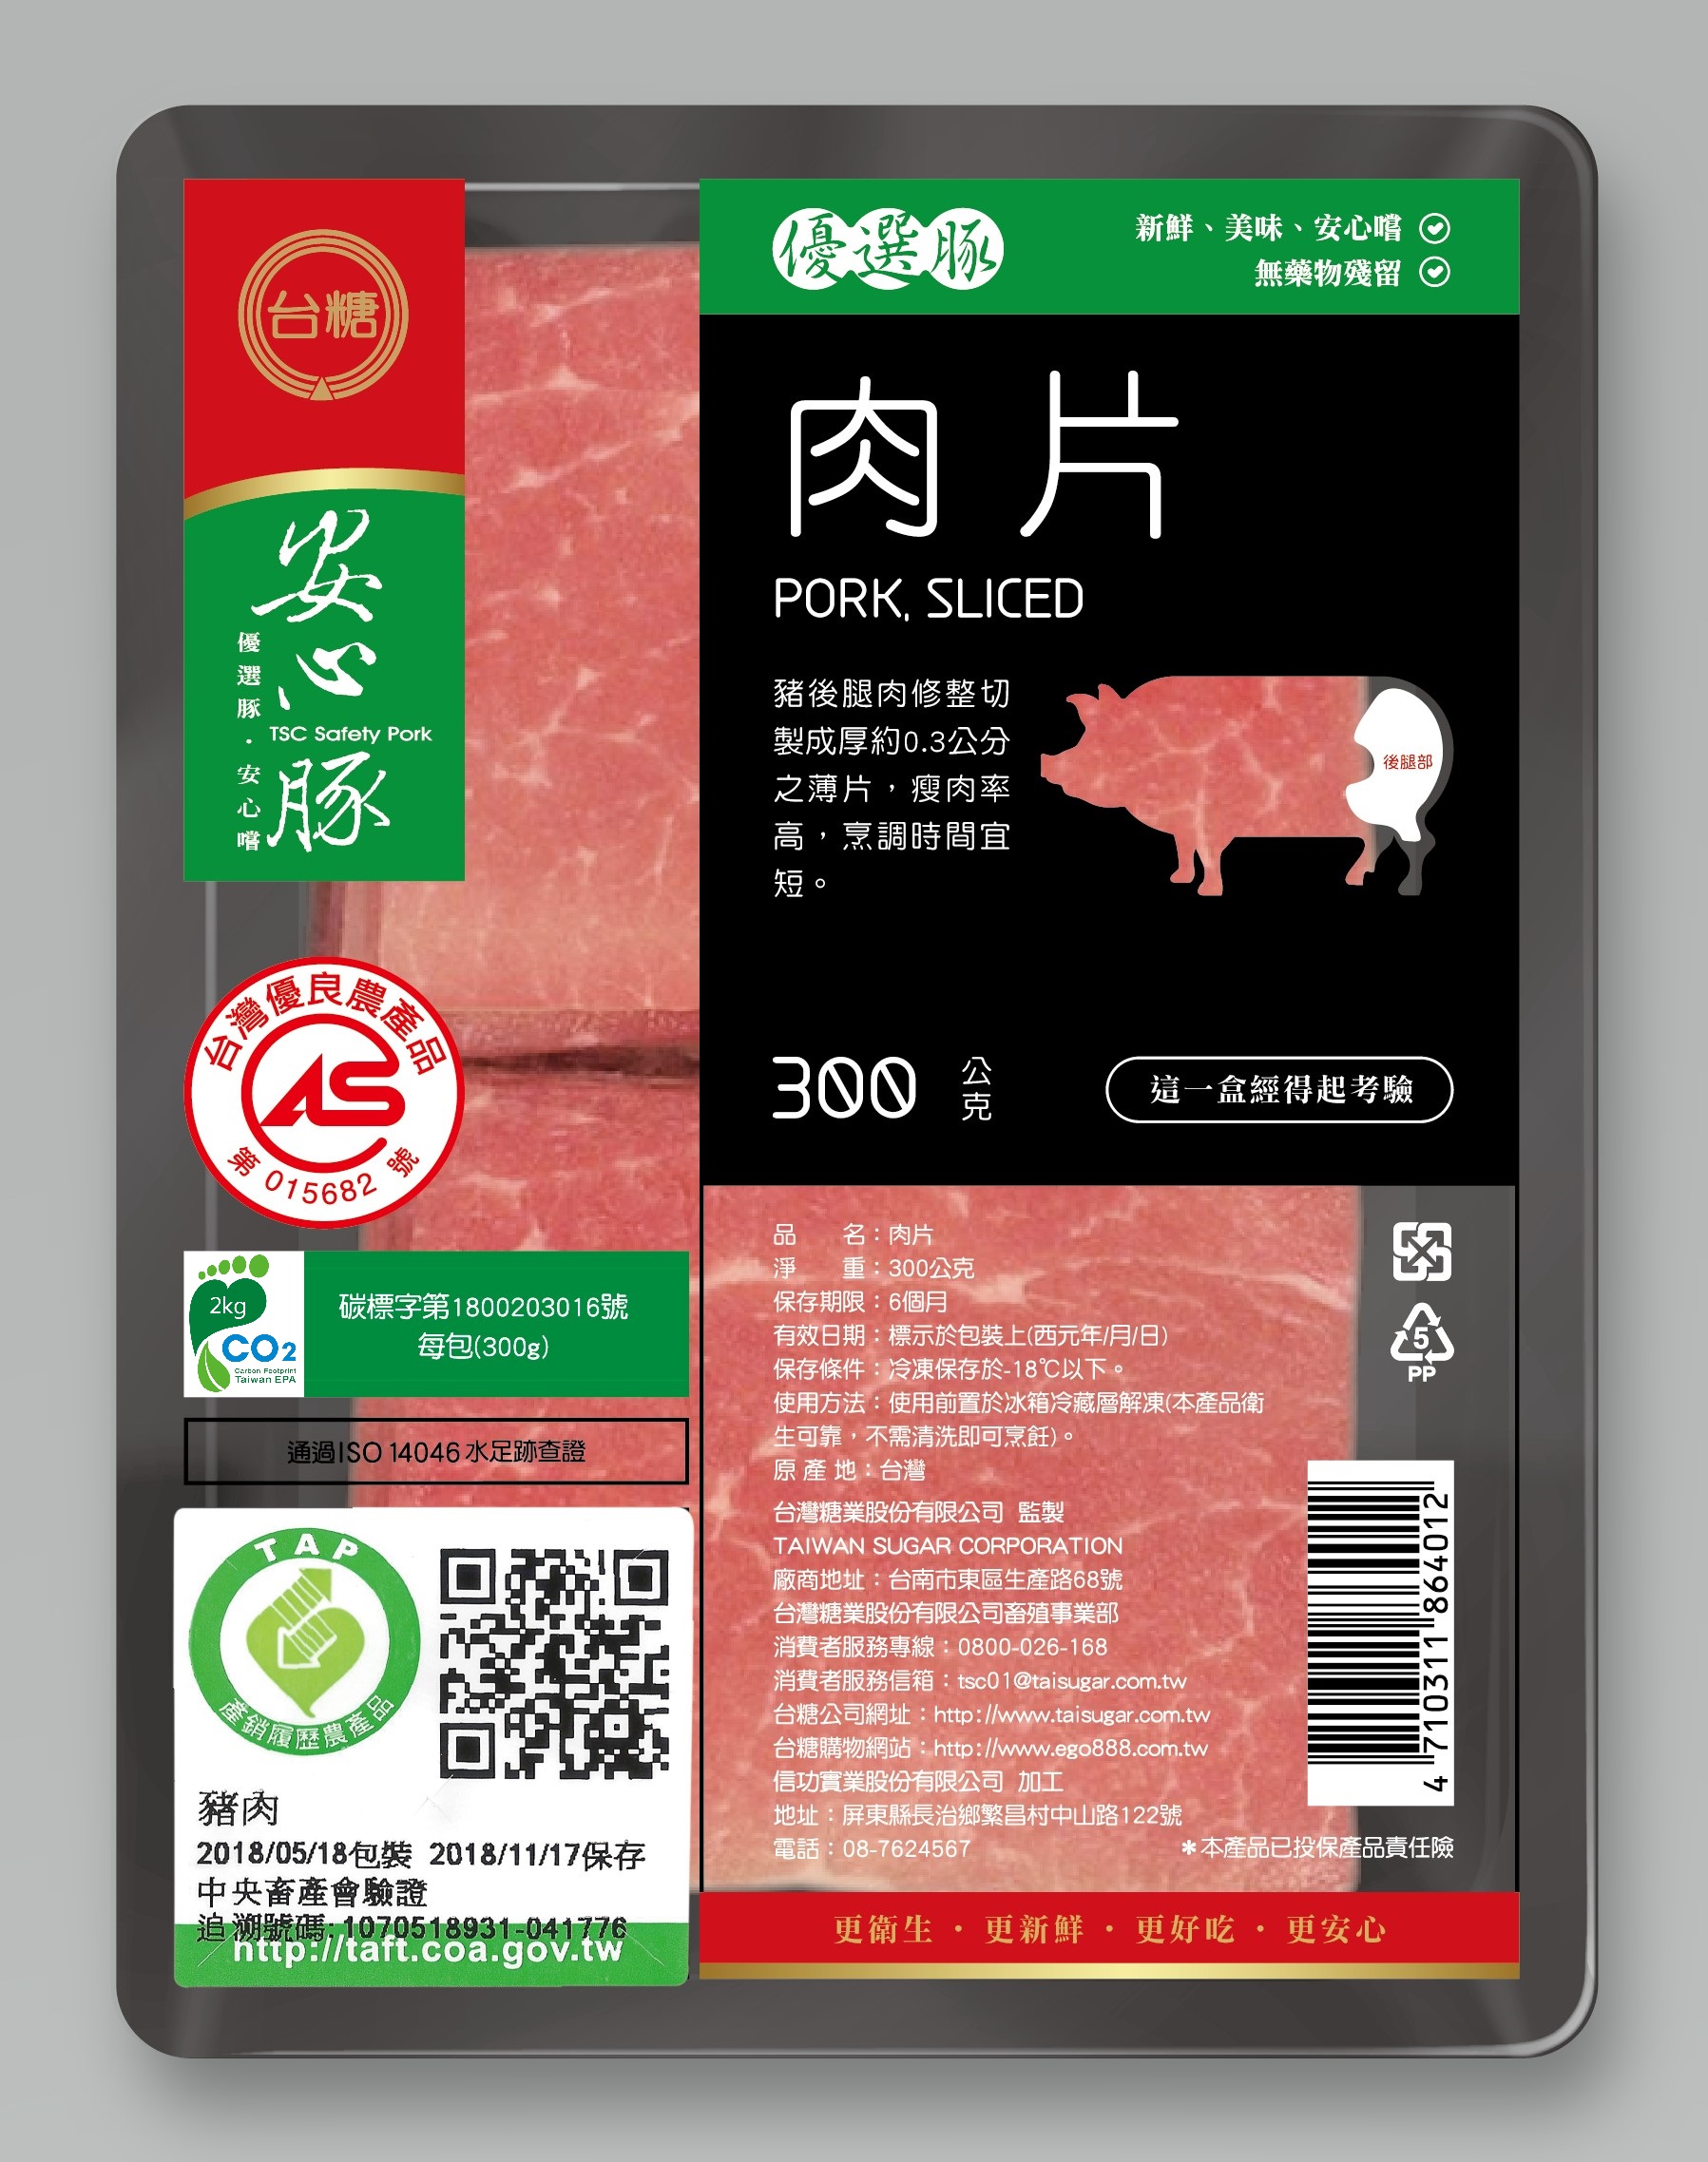 台糖
安心豚
優選豚・安心嚐
TSC Safety Pork
台灣優良農產品
CAS
第 015682 號
2kg
CO2
Carbon Footprint
Taiwan EPA
碳標字第1800203016號
每包(300g)
通過ISO 14046 水足跡查證
TAP
產銷履歷農產品
豬肉
2018/05/18包裝 2018/11/17保存
中央畜產會驗證
追溯號碼:1070518931-041776
http://taft.coa.gov.tw
優選豚
新鮮、美味、安心嚐
無藥物殘留
肉片
PORK, SLICED
豬後腿肉修整切
製成厚約0.3公分
之薄片，瘦肉率
高，烹調時間宜
短。
後腿部
300 公克
這一盒經得起考驗
品名：肉片
淨重：300公克
保存期限：6個月
有效日期：標示於包裝上(西元年/月/日)
保存條件：冷凍保存於-18℃以下。
使用方法：使用前置於冰箱冷藏層解凍(本產品衛
生可靠，不需清洗即可烹飪)。
原產地：台灣
台灣糖業股份有限公司 監製
TAIWAN SUGAR CORPORATION
廠商地址：台南市東區生產路68號
台灣糖業股份有限公司畜殖事業部
消費者服務專線：0800-026-168
消費者服務信箱：tsc01@taisugar.com.tw
台糖公司網址：http://www.taisugar.com.tw
台糖購物網站：http://www.ego888.com.tw
信功實業股份有限公司 加工
地址：屏東縣長治鄉繁昌村中山路122號
電話：08-7624567
＊本產品已投保產品責任險
5
PP
4 710311 864012
更衛生・更新鮮・更好吃・更安心